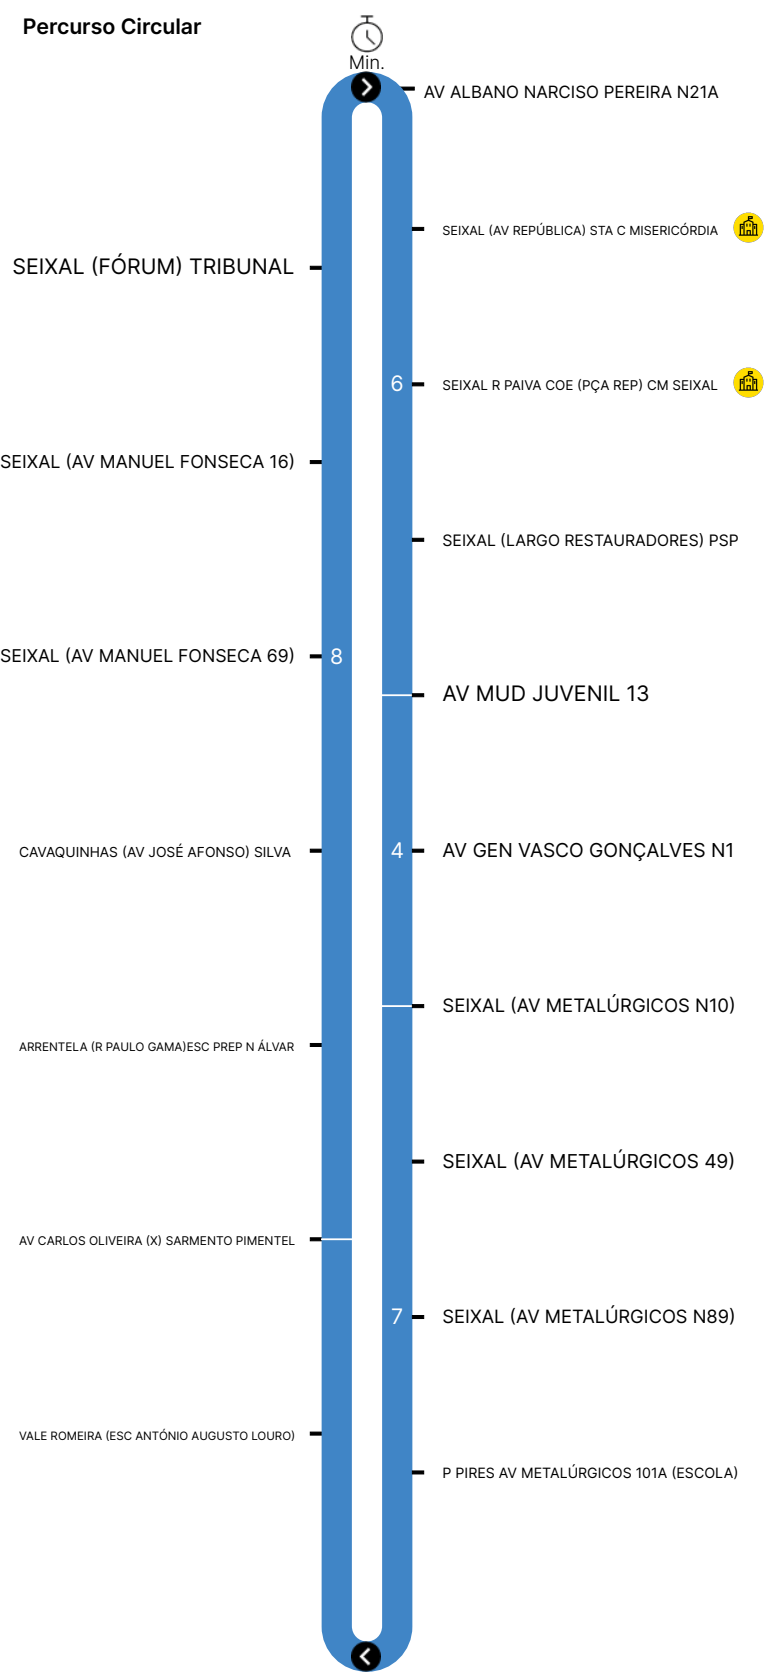 Percurso Circular
Min.
AV ALBANO NARCISO PEREIRA N21A
SEIXAL (AV REPÚBLICA) STA C MISERICÓRDIA
SEIXAL (FÓRUM) TRIBUNAL
6
SEIXAL R PAIVA COE (PÇA REP) CM SEIXAL
SEIXAL (AV MANUEL FONSECA 16)
SEIXAL (LARGO RESTAURADORES) PSP
SEIXAL (AV MANUEL FONSECA 69)
8
AV MUD JUVENIL 13
CAVAQUINHAS (AV JOSÉ AFONSO) SILVA
4
AV GEN VASCO GONÇALVES N1
SEIXAL (AV METALÚRGICOS N10)
ARRENTELA (R PAULO GAMA)ESC PREP N ÁLVAR
SEIXAL (AV METALÚRGICOS 49)
AV CARLOS OLIVEIRA (X) SARMENTO PIMENTEL
7
SEIXAL (AV METALÚRGICOS N89)
VALE ROMEIRA (ESC ANTÓNIO AUGUSTO LOURO)
P PIRES AV METALÚRGICOS 101A (ESCOLA)